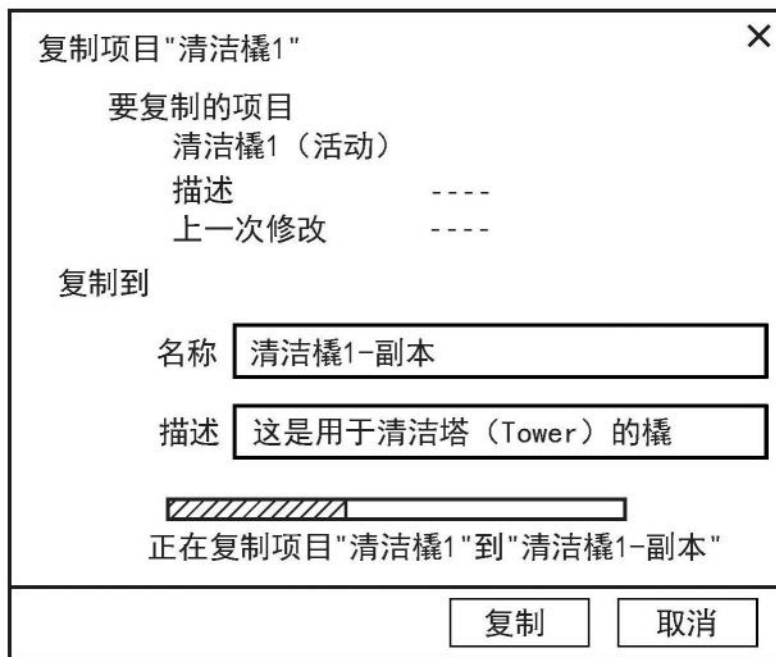 复制项目"清洁橇1"
×
要复制的项目
清洁橇1（活动）
描述 ----
上一次修改 ----
复制到
名称 清洁橇1-副本
描述 这是用于清洁塔（Tower）的橇
正在复制项目"清洁橇1"到"清洁橇1-副本"
复制 取消